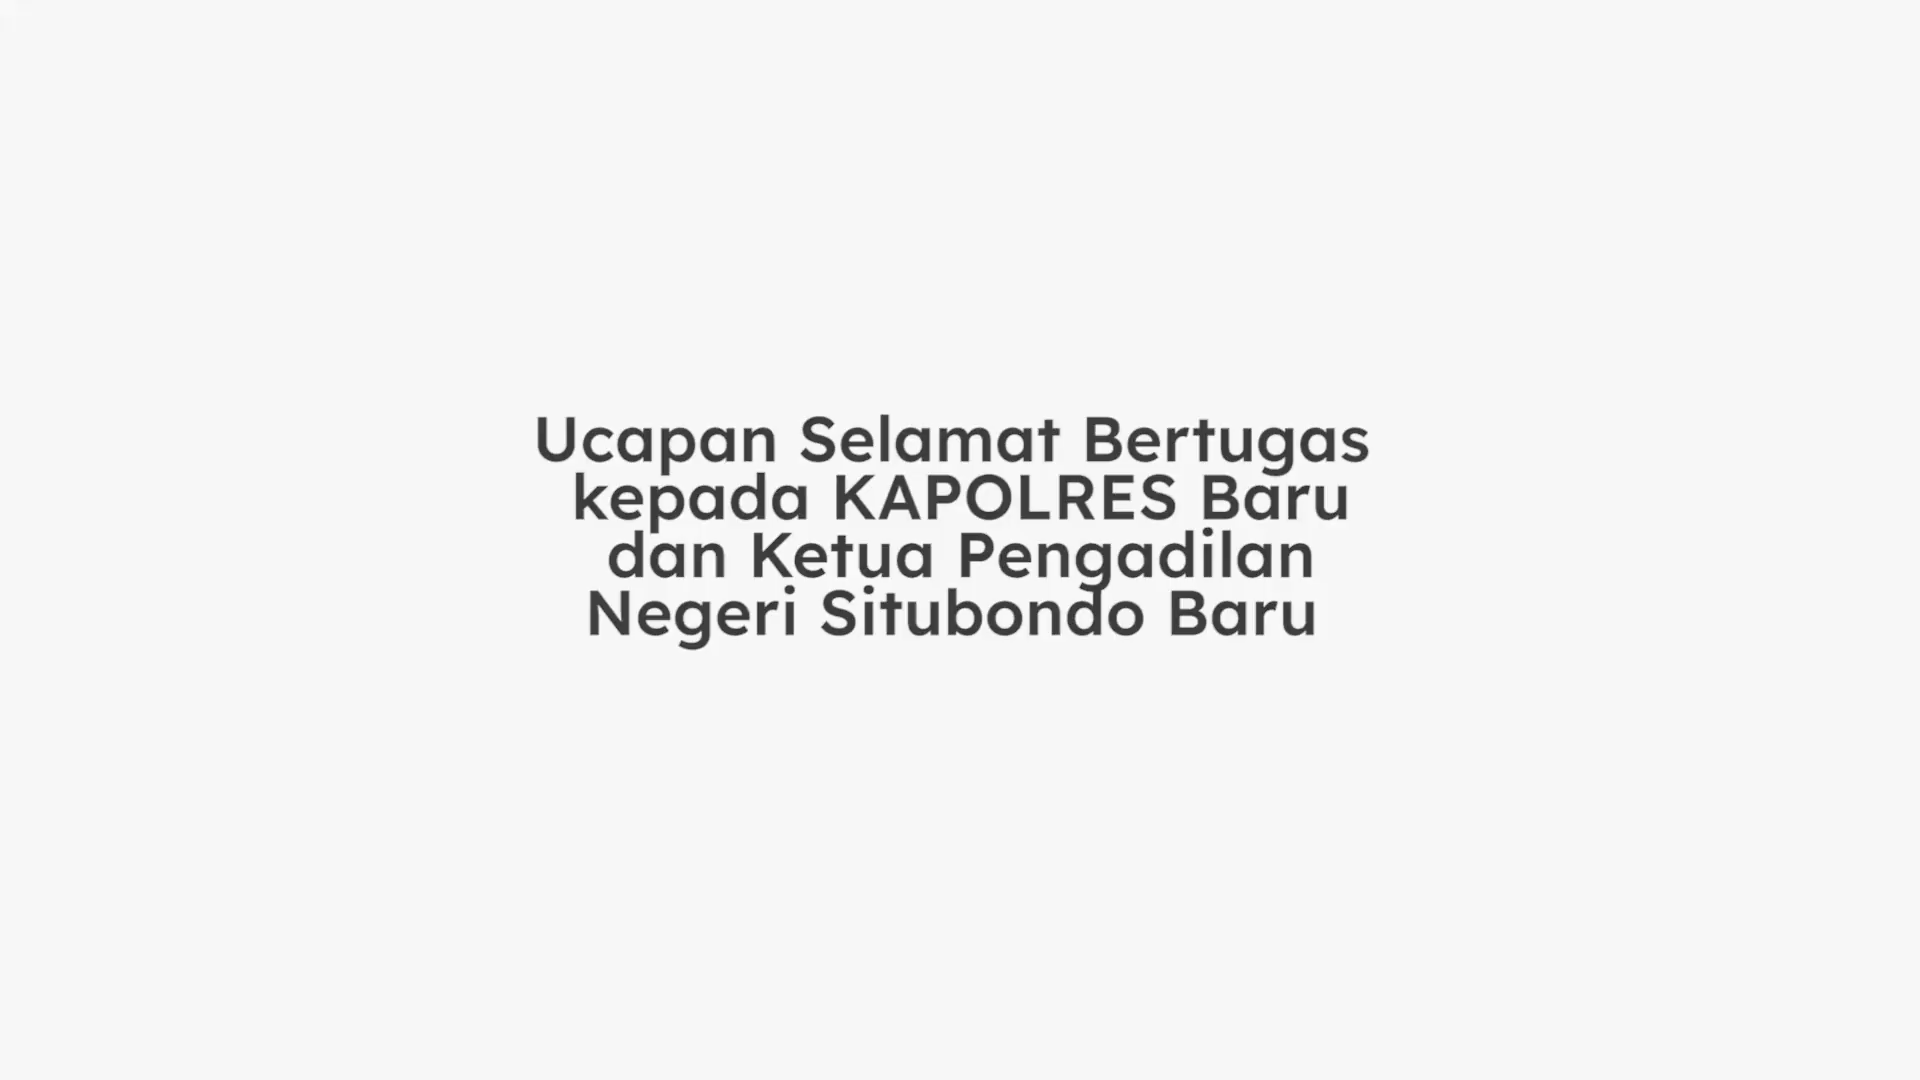 Ucapan Selamat Bertugas
kepada KAPOLRES Baru
dan Ketua Pengadilan
Negeri Situbondo Baru